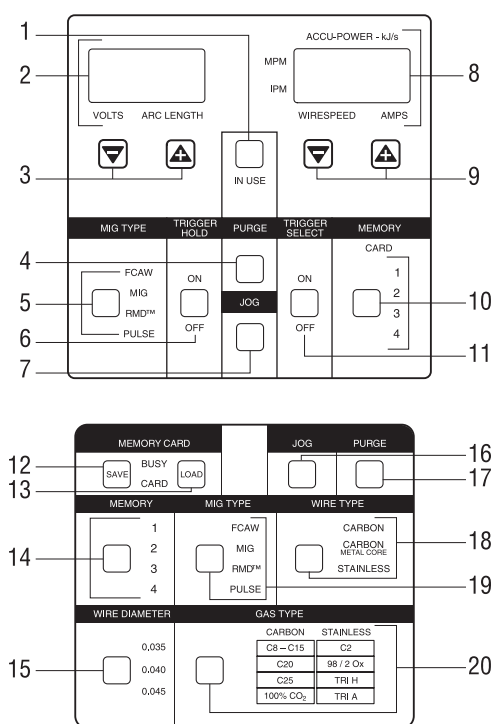 1
ACCU-POWER - kJ/s
2
MPM
IPM
8
VOLTS ARC LENGTH
WIRESPEED AMPS
3
IN USE
9
MIG TYPE
TRIGGER HOLD
PURGE
TRIGGER SELECT
MEMORY
4
CARD
FCAW
MIG
RMD™
PULSE
5
ON
OFF
6
JOG
7
ON
OFF
11
1
2
3
4
10
MEMORY CARD
JOG
PURGE
12
SAVE
BUSY
CARD
LOAD
13
16
17
MEMORY
MIG TYPE
WIRE TYPE
14
1
2
3
4
FCAW
MIG
RMD™
PULSE
19
CARBON
CARBON
METAL CORE
STAINLESS
18
WIRE DIAMETER
GAS TYPE
15
0.035
0.040
0.045
CARBON STAINLESS
C8 – C15 C2
C20 98 / 2 Ox
C25 TRI H
100% CO₂ TRI A
20